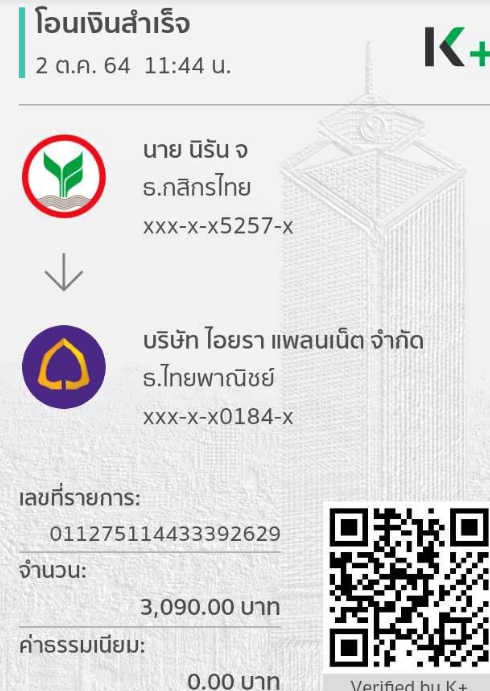 โอนเงินสำเร็จ
2 ต.ค. 64 11:44 น.
K+
นาย นิรัน จ
ธ.กสิกรไทย
xxx-x-x5257-x
บริษัท ไอยรา แพลนเน็ต จำกัด
ธ.ไทยพาณิชย์
xxx-x-x0184-x
เลขที่รายการ:
011275114433392629
จำนวน:
3,090.00 บาท
ค่าธรรมเนียม:
0.00 บาท
Verified by K+